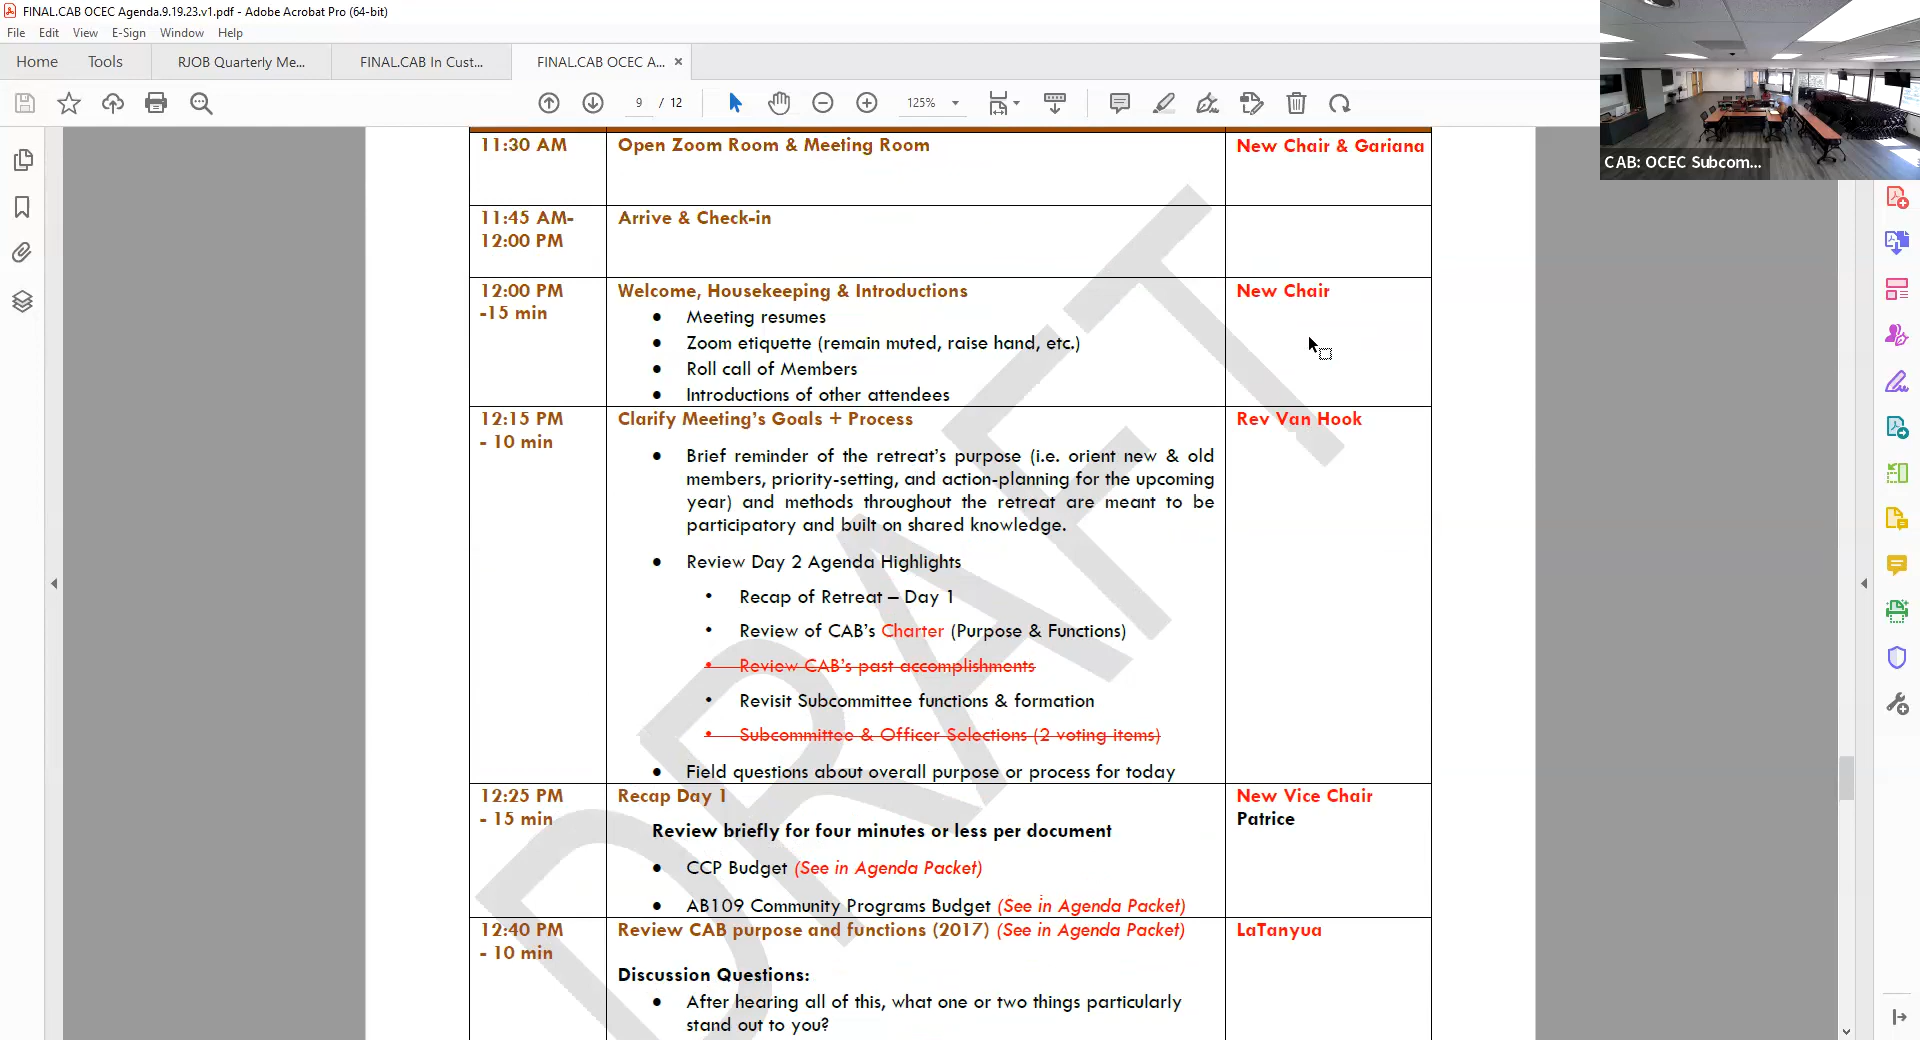 FINAL.CAB OCEC Agenda.9.19.23.v1.pdf - Adobe Acrobat Pro (64-bit)
File Edit View E-Sign Window Help
Home Tools RJOB Quarterly Me... FINAL.CAB In Cust... FINAL.CAB OCEC A... ×
9 / 12 125%
CAB: OCEC Subcom...
11:30 AM Open Zoom Room & Meeting Room New Chair & Gariana
11:45 AM- Arrive & Check-in
12:00 PM
12:00 PM Welcome, Housekeeping & Introductions New Chair
-15 min
• Meeting resumes
• Zoom etiquette (remain muted, raise hand, etc.)
• Roll call of Members
• Introductions of other attendees
12:15 PM Clarify Meeting's Goals + Process Rev Van Hook
- 10 min
• Brief reminder of the retreat's purpose (i.e. orient new & old
members, priority-setting, and action-planning for the upcoming
year) and methods throughout the retreat are meant to be
participatory and built on shared knowledge.
• Review Day 2 Agenda Highlights
• Recap of Retreat – Day 1
• Review of CAB's Charter (Purpose & Functions)
• Review CAB's past accomplishments
• Revisit Subcommittee functions & formation
• Subcommittee & Officer Selections (2 voting items)
• Field questions about overall purpose or process for today
12:25 PM Recap Day 1 New Vice Chair
- 15 min Patrice
Review briefly for four minutes or less per document
• CCP Budget (See in Agenda Packet)
• AB109 Community Programs Budget (See in Agenda Packet)
12:40 PM Review CAB purpose and functions (2017) (See in Agenda Packet) LaTanyua
- 10 min
Discussion Questions:
• After hearing all of this, what one or two things particularly
stand out to you?
DRAFT